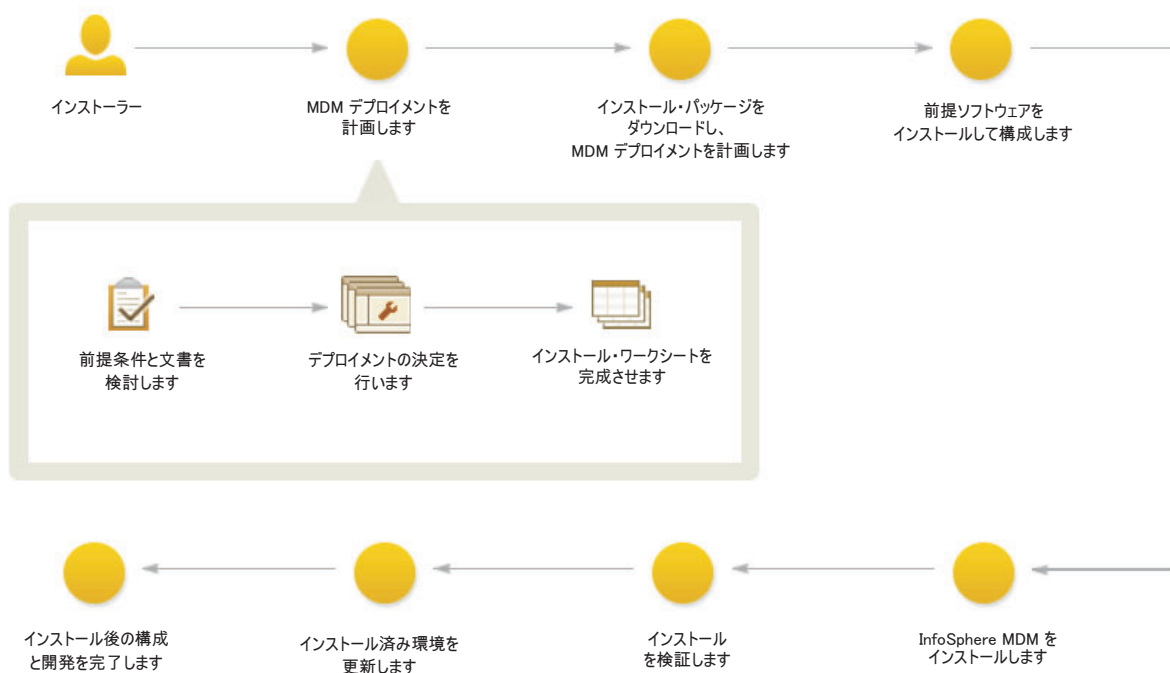 インストーラー
MDM デプロイメントを
計画します
インストール・パッケージを
ダウンロードし、
MDM デプロイメントを計画します
前提ソフトウェアを
インストールして構成します
前提条件と文書を
検討します
デプロイメントの決定を
行います
インストール・ワークシートを
完成させます
インストール後の構成
と開発を完了します
インストール済み環境を
更新します
インストール
を検証します
InfoSphere MDM を
インストールします